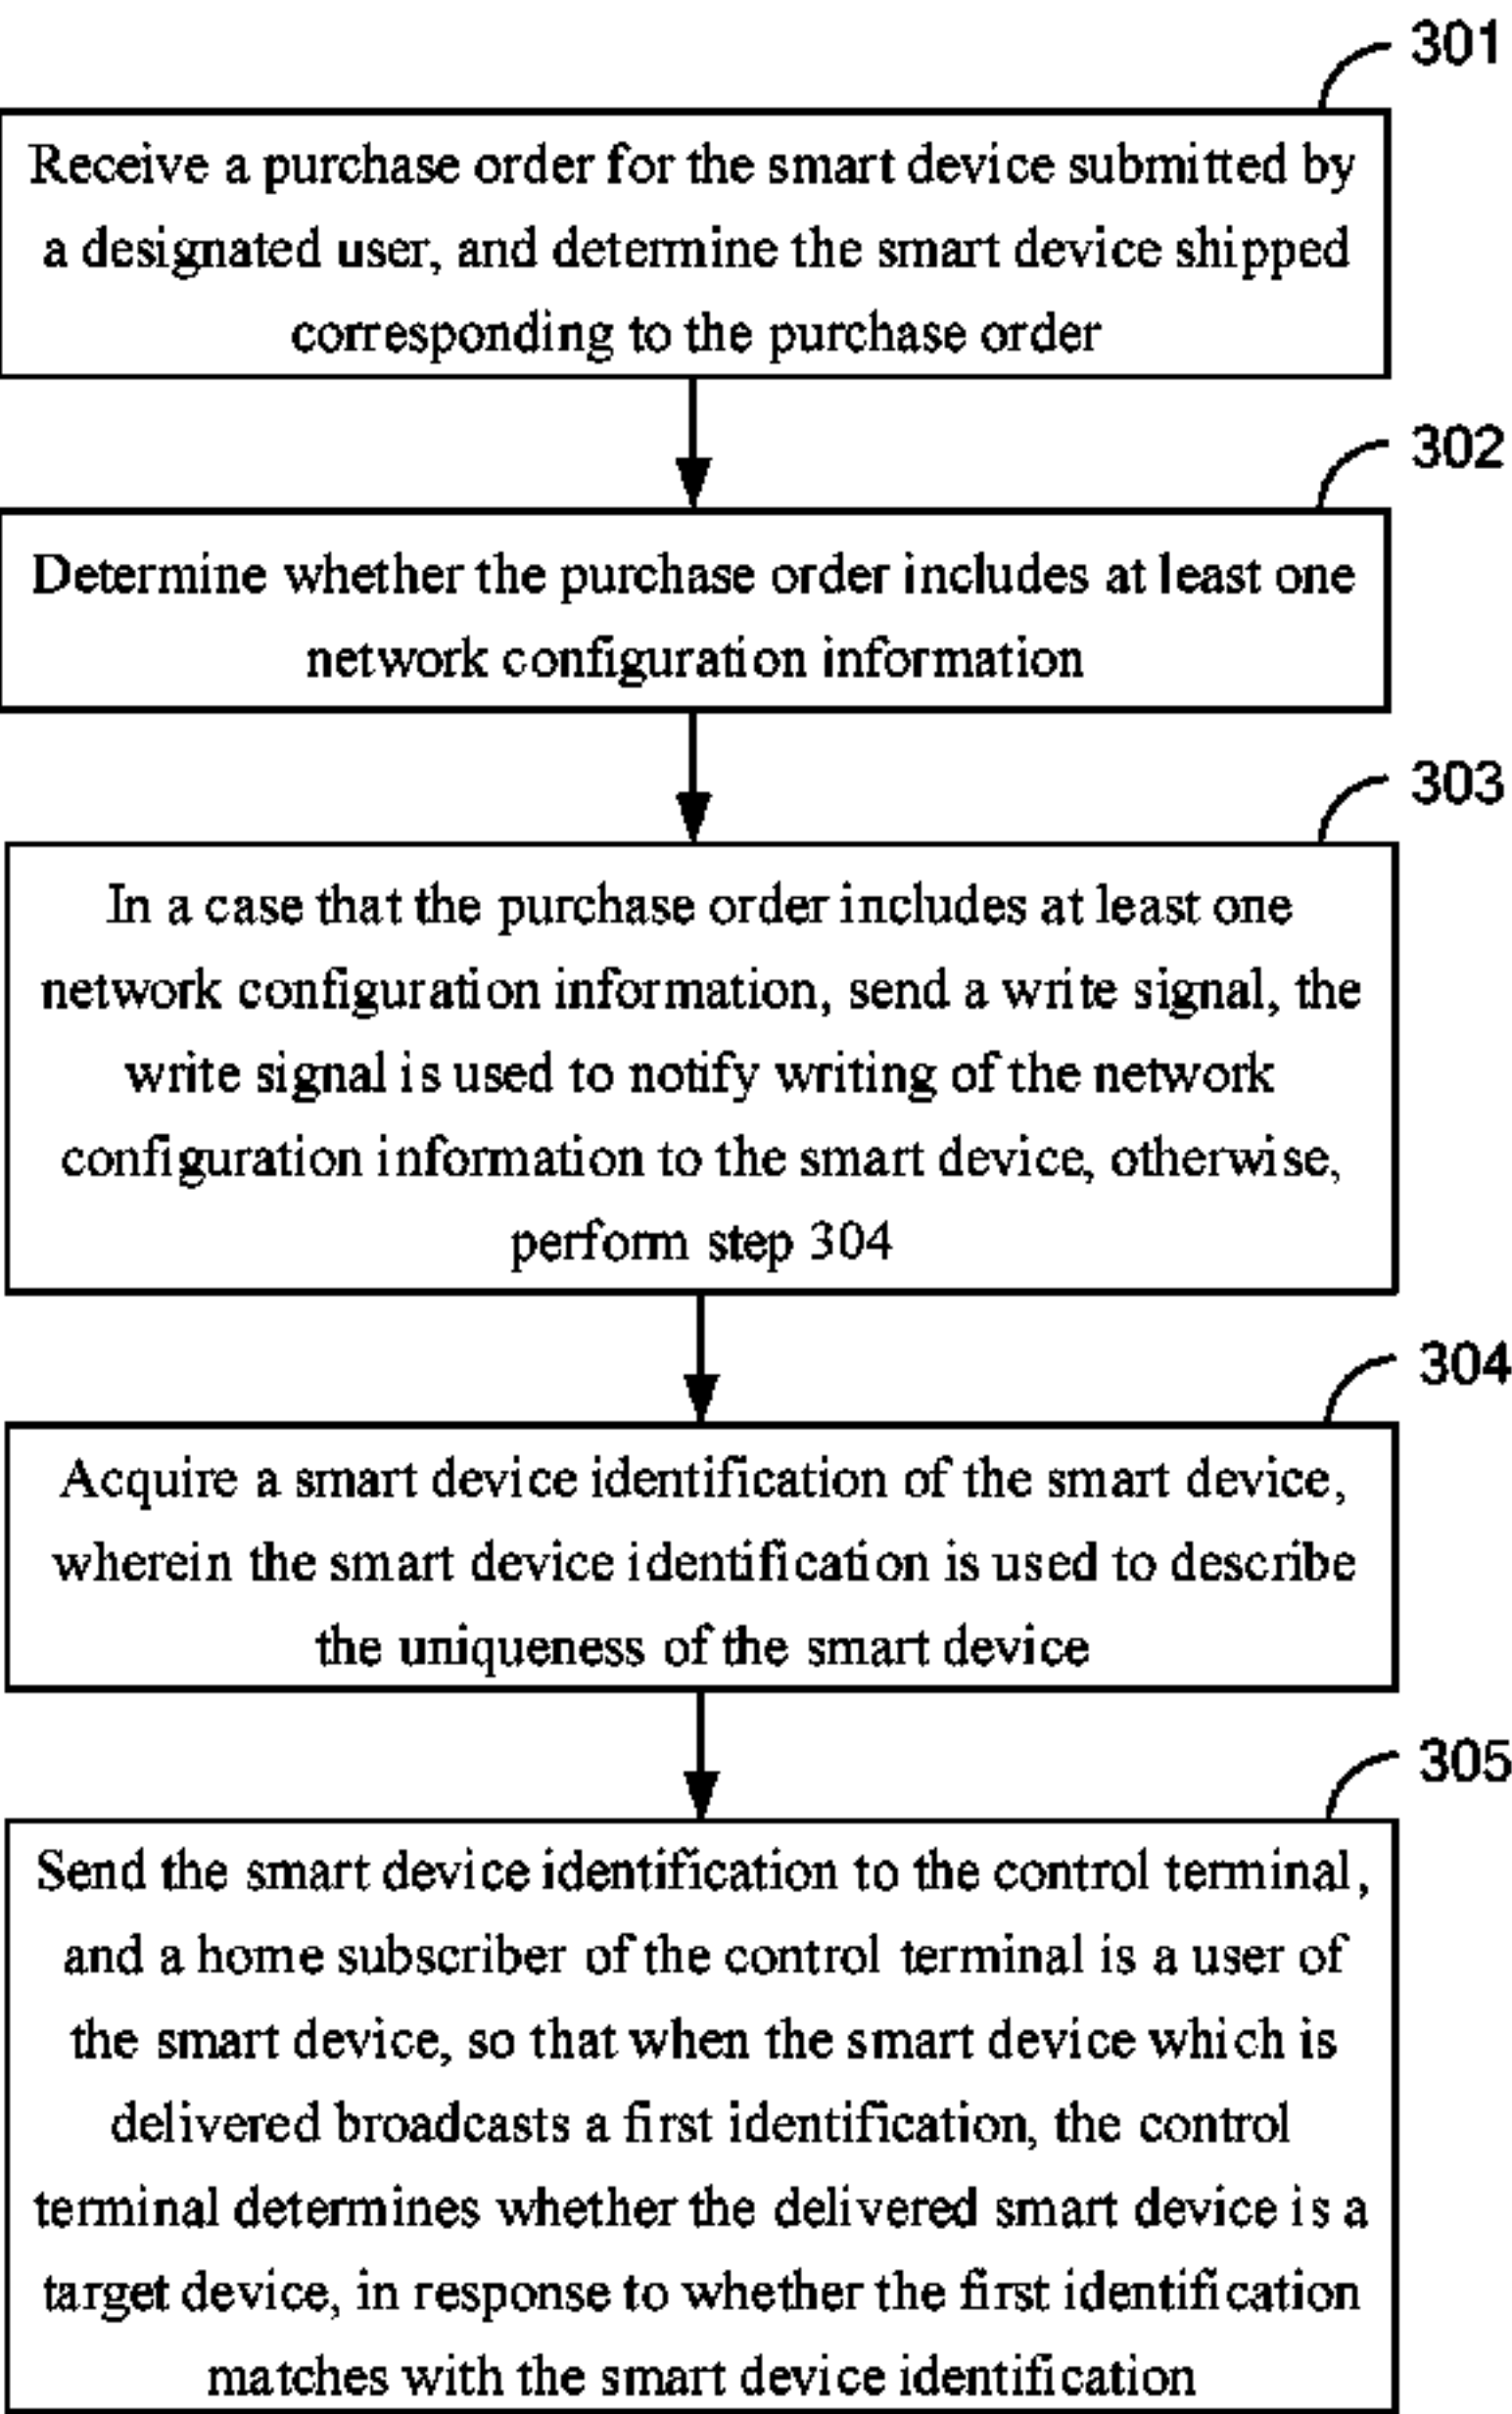 301
Receive a purchase order for the smart device submitted by
a designated user, and determine the smart device shipped
corresponding to the purchase order
302
Determine whether the purchase order includes at least one
network configuration information
303
In a case that the purchase order includes at least one
network configuration information, send a write signal, the
write signal is used to notify writing of the network
configuration information to the smart device, otherwise,
perform step 304
304
Acquire a smart device identification of the smart device,
wherein the smart device identification is used to describe
the uniqueness of the smart device
305
Send the smart device identification to the control terminal,
and a home subscriber of the control terminal is a user of
the smart device, so that when the smart device which is
delivered broadcasts a first identification, the control
terminal determines whether the delivered smart device is a
target device, in response to whether the first identification
matches with the smart device identification